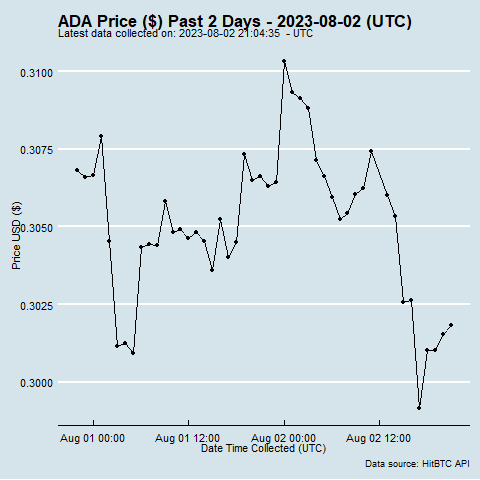 ADA Price ($) Past 2 Days - 2023-08-02 (UTC)
Latest data collected on: 2023-08-02 21:04:35 - UTC
0.3100
0.3075
0.3050
0.3025
0.3000
Price USD ($)
Aug 01 00:00 Aug 01 12:00 Aug 02 00:00 Aug 02 12:00
Date Time Collected (UTC)
Data source: HitBTC API